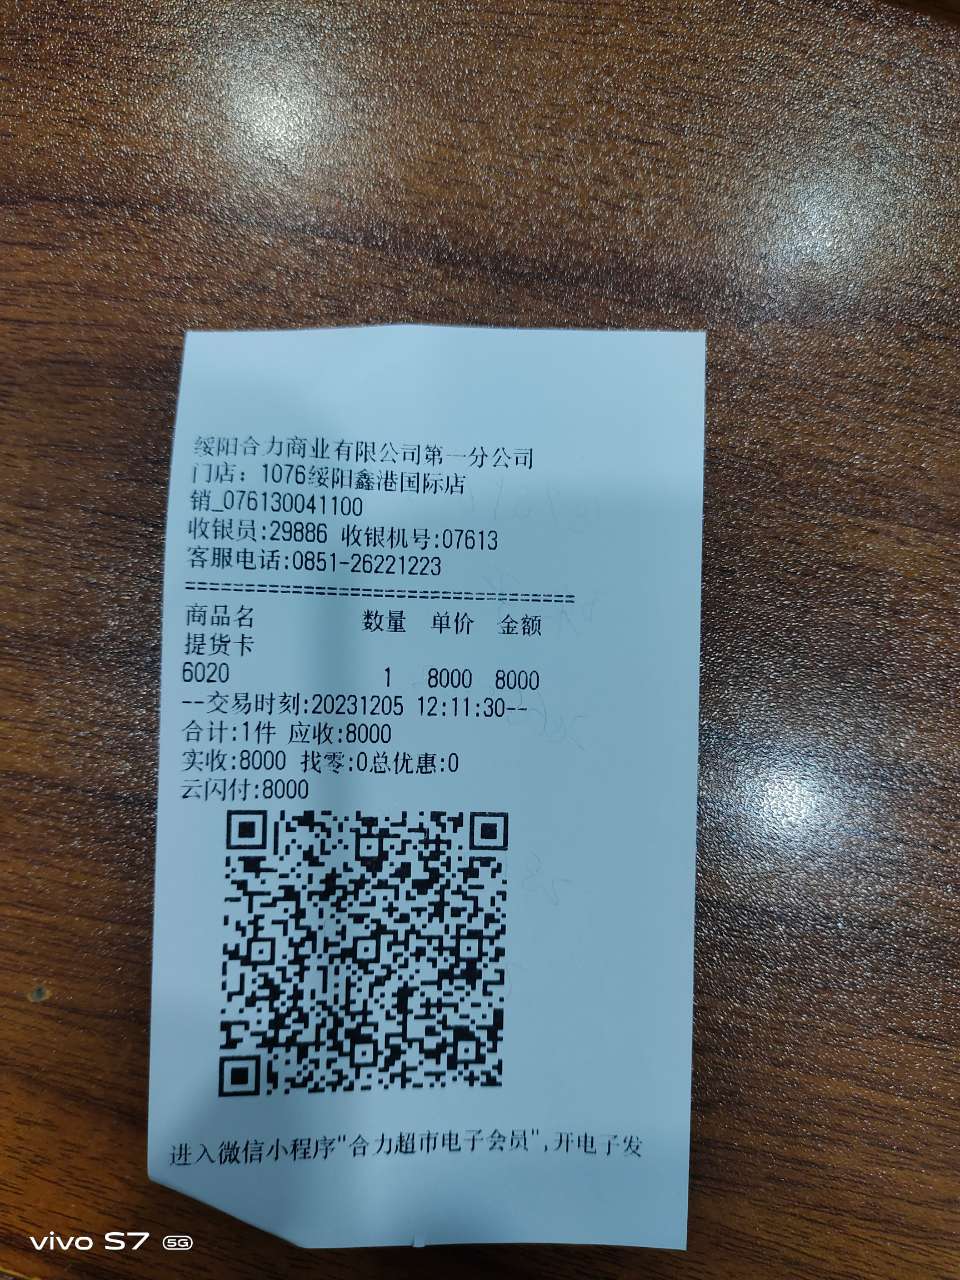 绥阳合力商业有限公司第一分公司
门店：1076绥阳鑫港国际店
销_076130041100
收银员:29886 收银机号:07613
客服电话:0851-26221223
=================================
商品名 数量 单价 金额
提货卡
6020 1 8000 8000
--交易时刻:20231205 12:11:30--
合计:1件 应收:8000
实收:8000 找零:0总优惠:0
云闪付:8000
进入微信小程序"合力超市电子会员",开电子发
vivo S7 5G